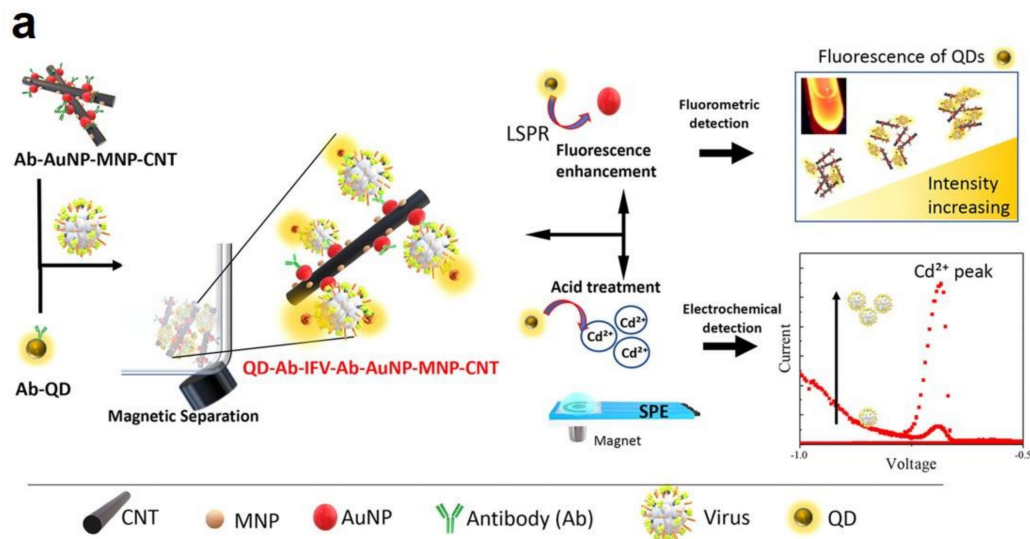 a
Ab-AuNP-MNP-CNT
Ab-QD
Magnetic Separation
QD-Ab-IFV-Ab-AuNP-MNP-CNT
LSPR
Fluorescence
enhancement
Acid treatment
Cd²⁺
Cd²⁺
Cd²⁺
SPE
Magnet
Fluorometric
detection
Electrochemical
detection
Fluorescence of QDs
Intensity
increasing
Cd²⁺ peak
Current
-1.0
-0.5
Voltage
CNT
MNP
AuNP
Antibody (Ab)
Virus
QD